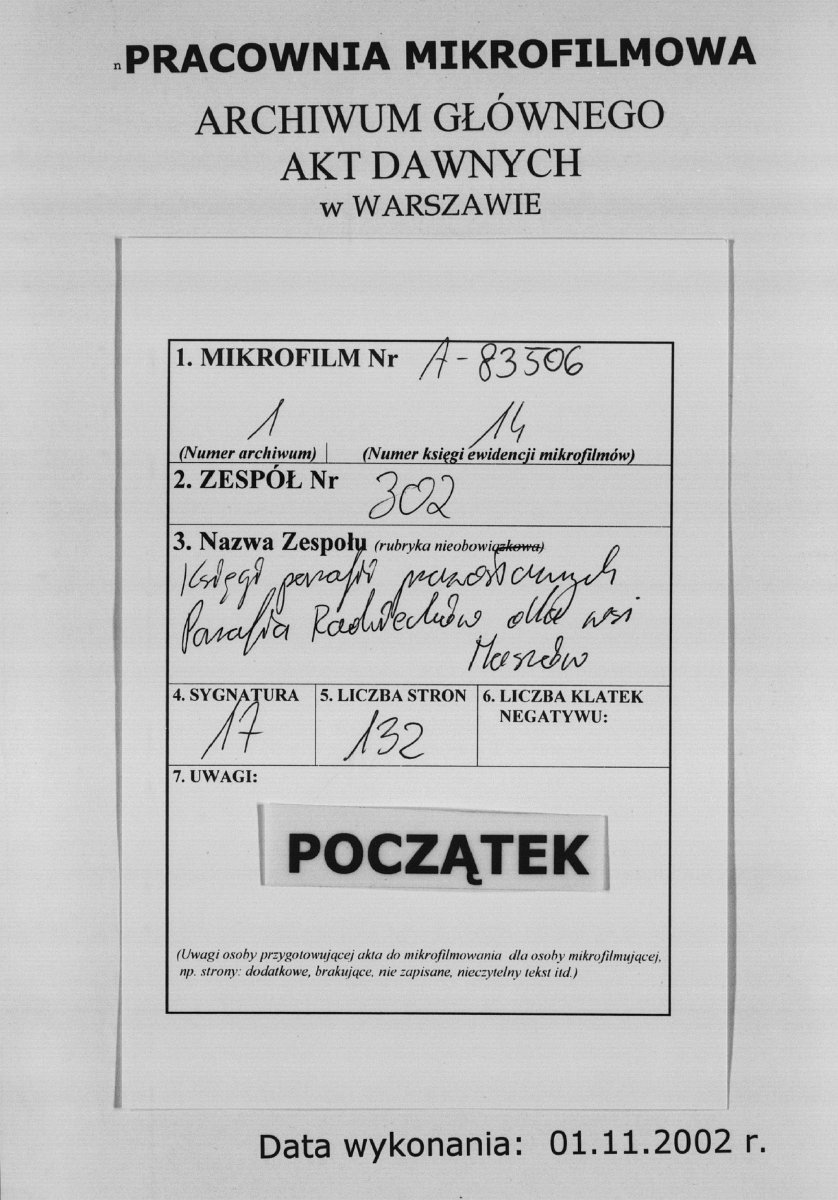 n PRACOWNIA MIKROFILMOWA
ARCHIWUM GŁÓWNEGO
AKT DAWNYCH
w WARSZAWIE
1. MIKROFILM Nr A-83506
1 14
(Numer archiwum) (Numer księgi ewidencji mikrofilmów)
2. ZESPÓŁ Nr 302
3. Nazwa Zespołu (rubryka nieobowiązkowa)
Księgi parafii prawosławnych
Parafia Radziechów dla wsi
4. SYGNATURA 5. LICZBA STRON 6. LICZBA KLATEK
NEGATYWU:
17 132
7. UWAGI:
POCZĄTEK
(Uwagi osoby przygotowującej akta do mikrofilmowania dla osoby mikrofilmującej,
np. strony: dodatkowe, brakujące, nie zapisane, nieczytelny tekst itd.)
Data wykonania: 01.11.2002 r.